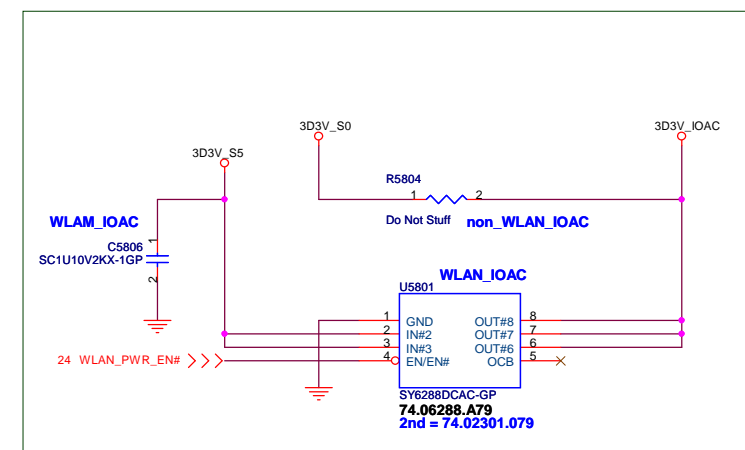 3D3V_S0
3D3V_IOAC
3D3V_S5
R5804
1
2
Do Not Stuff
non_WLAN_IOAC
WLAM_IOAC
1
C5806
SC1U10V2KX-1GP
2
WLAN_IOAC
U5801
1
GND
OUT#8
8
2
IN#2
OUT#7
7
3
IN#3
OUT#6
6
24 WLAN_PWR_EN#
4
EN/EN#
OCB
5
SY6288DCAC-GP
74.06288.A79
2nd = 74.02301.079